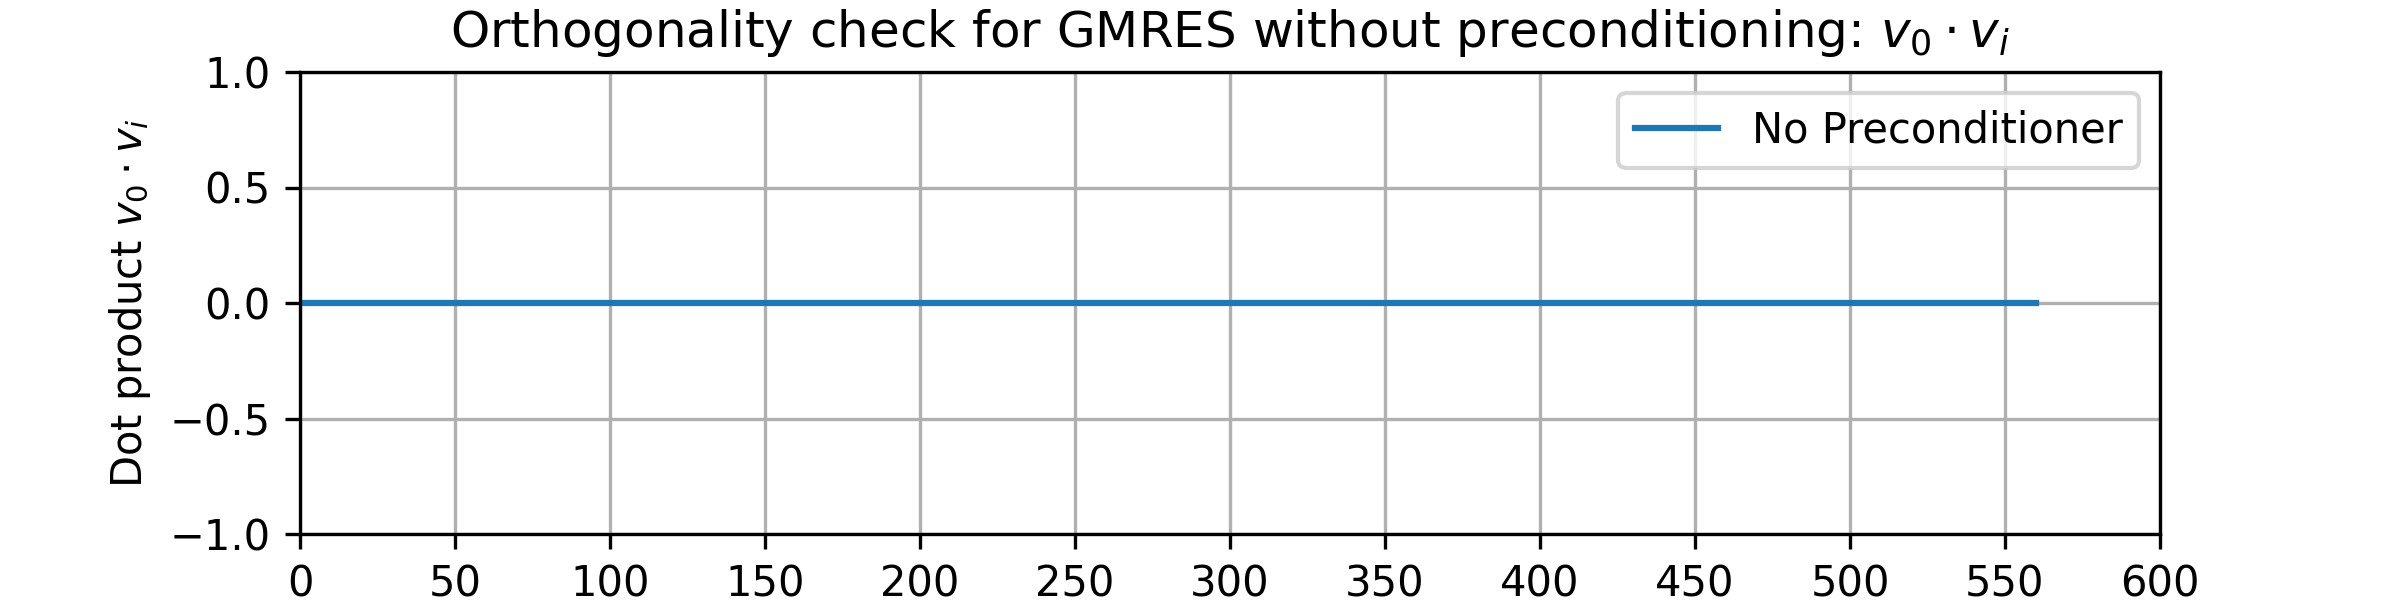 Orthogonality check for GMRES without preconditioning: v₀ · vᵢ
Dot product v₀ · vᵢ
1.0
0.5
0.0
−0.5
−1.0
No Preconditioner
0 50 100 150 200 250 300 350 400 450 500 550 600